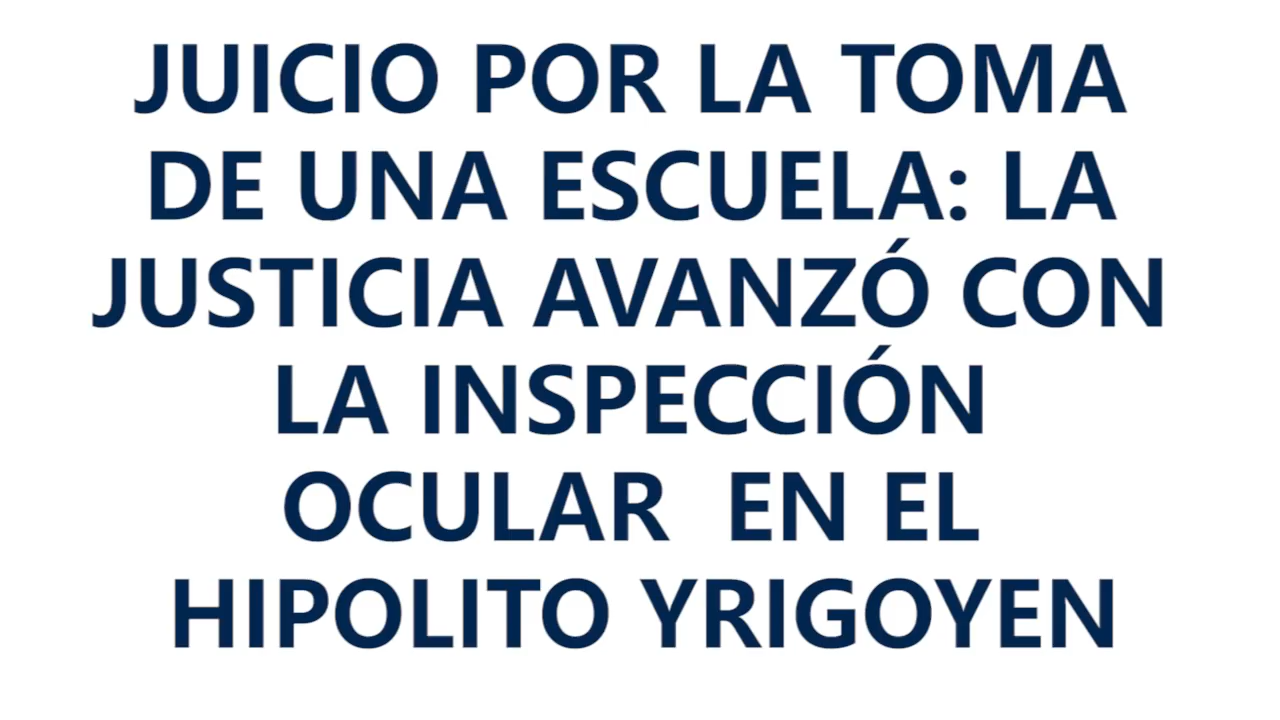 JUICIO POR LA TOMA
DE UNA ESCUELA: LA
JUSTICIA AVANZÓ CON
LA INSPECCIÓN
OCULAR  EN EL
HIPOLITO YRIGOYEN